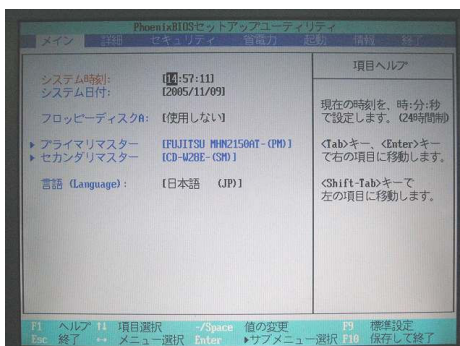 PhoenixBIOSセットアップユーティリティ
メイン 詳細 セキュリティ 省電力 起動 情報 終了
項目ヘルプ
システム時刻: [14:57:11]
システム日付: [2005/11/09]
フロッピーディスクA: [使用しない]
プライマリマスター [FUJITSU MHN2150AT-(PM)]
セカンダリマスター [CD-W28E-(SM)]
言語 (Language): [日本語 (JP)]
現在の時刻を、時:分:秒
で設定します。(24時間制)
<Tab>キー、<Enter>キー
で右の項目に移動します。
<Shift-Tab>キーで
左の項目に移動します。
F1 ヘルプ ↑↓ 項目選択 -/Space 値の変更 F9 標準設定
Esc 終了 ↔ メニュー選択 Enter ▶サブメニュー選択 F10 保存して終了